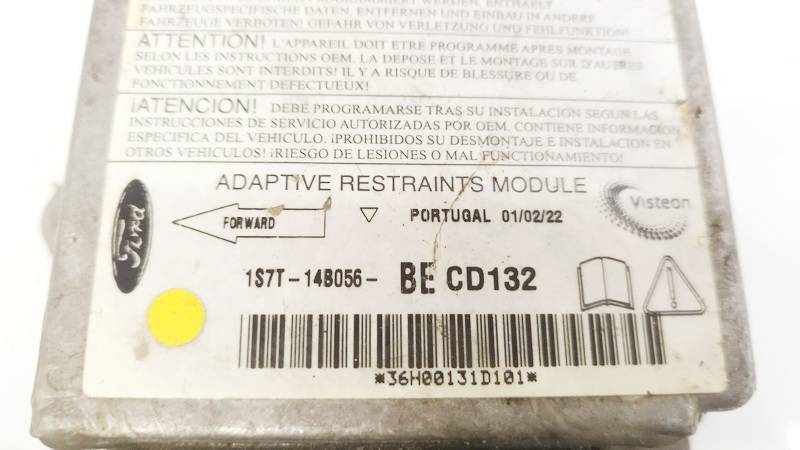 FAHRZEUGSPEZIFISCHE DATEN, ENTFERNEN UND EINBAU IN ANDERE
FAHRZEUGE VERBOTEN! GEFAHR VON VERLETZUNG UND FEHLFUNKTION!
ATTENTION! L'APPAREIL DOIT ETRE PROGRAMME APRES MONTAGE
SELON LES INSTRUCTIONS OEM. LA DEPOSE ET LE MONTAGE SUR D'AUTRES
VEHICULES SONT INTERDITS! IL Y A RISQUE DE BLESSURE OU DE
FONCTIONNEMENT DEFECTUEUX!
¡ATENCION! DEBE PROGRAMARSE TRAS SU INSTALACION SEGUN LAS
INSTRUCCIONES DE SERVICIO AUTORIZADAS POR OEM. CONTIENE INFORMACION
ESPECIFICA DEL VEHICULO. ¡PROHIBIDOS SU DESMONTAJE E INSTALACION EN
OTROS VEHICULOS! ¡RIESGO DE LESIONES O MAL FUNCIONAMIENTO!
ADAPTIVE RESTRAINTS MODULE
Ford
FORWARD
PORTUGAL 01/02/22
Visteon
1S7T-14B056- BE CD132
*36H00131D101*